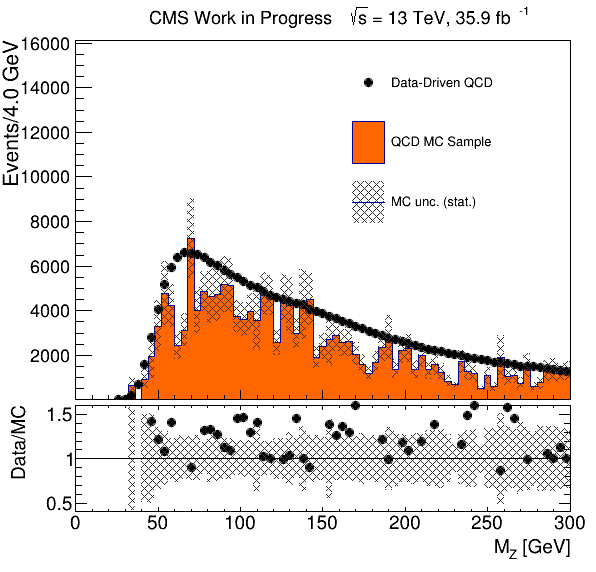 CMS Work in Progress √s = 13 TeV, 35.9 fb⁻¹
Events/4.0 GeV
16000
14000
12000
10000
8000
6000
4000
2000
Data-Driven QCD
QCD MC Sample
MC unc. (stat.)
Data/MC
1.5
1
0.5
0 50 100 150 200 250 300
M_Z [GeV]